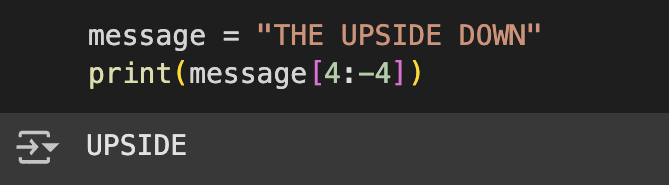 message = "THE UPSIDE DOWN"
print(message[4:-4])
UPSIDE